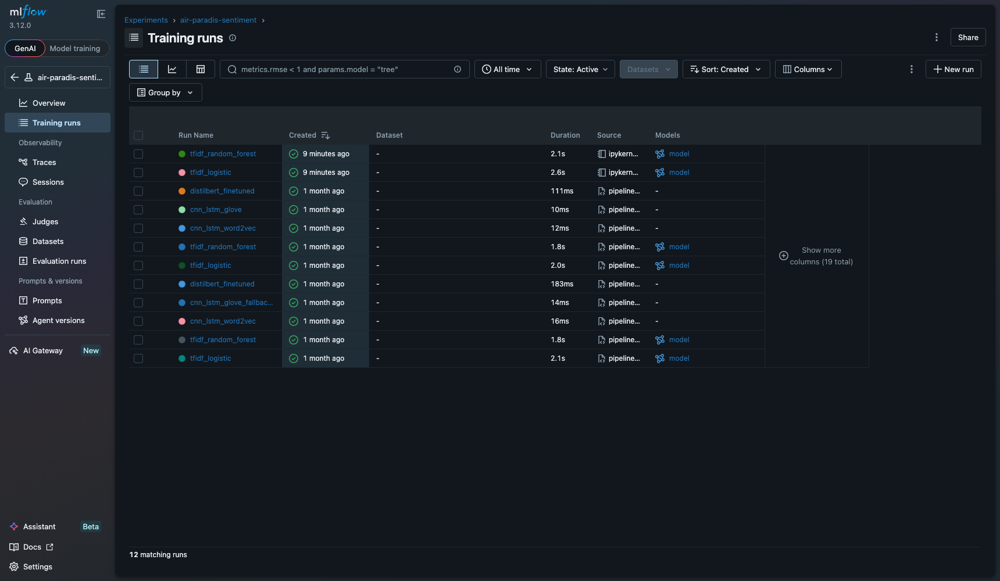 mlflow
3.12.0
GenAI Model training
air-paradis-senti...
Overview
Training runs
Observability
Traces
Sessions
Evaluation
Judges
Datasets
Evaluation runs
Prompts & versions
Prompts
Agent versions
AI Gateway New
Assistant Beta
Docs
Settings
Experiments › air-paradis-sentiment ›
Training runs
Share
metrics.rmse < 1 and params.model = "tree"
All time
State: Active
Datasets
Sort: Created
Columns
New run
Group by
Run Name Created Dataset Duration Source Models
tfidf_random_forest 9 minutes ago - 2.1s ipykern... model
tfidf_logistic 9 minutes ago - 2.6s ipykern... model
distilbert_finetuned 1 month ago - 111ms pipeline... -
cnn_lstm_glove 1 month ago - 10ms pipeline... -
cnn_lstm_word2vec 1 month ago - 12ms pipeline... -
tfidf_random_forest 1 month ago - 1.8s pipeline... model
tfidf_logistic 1 month ago - 2.0s pipeline... model
distilbert_finetuned 1 month ago - 183ms pipeline... -
cnn_lstm_glove_fallbac... 1 month ago - 14ms pipeline... -
cnn_lstm_word2vec 1 month ago - 16ms pipeline... -
tfidf_random_forest 1 month ago - 1.8s pipeline... model
tfidf_logistic 1 month ago - 2.1s pipeline... model
Show more
columns (19 total)
12 matching runs